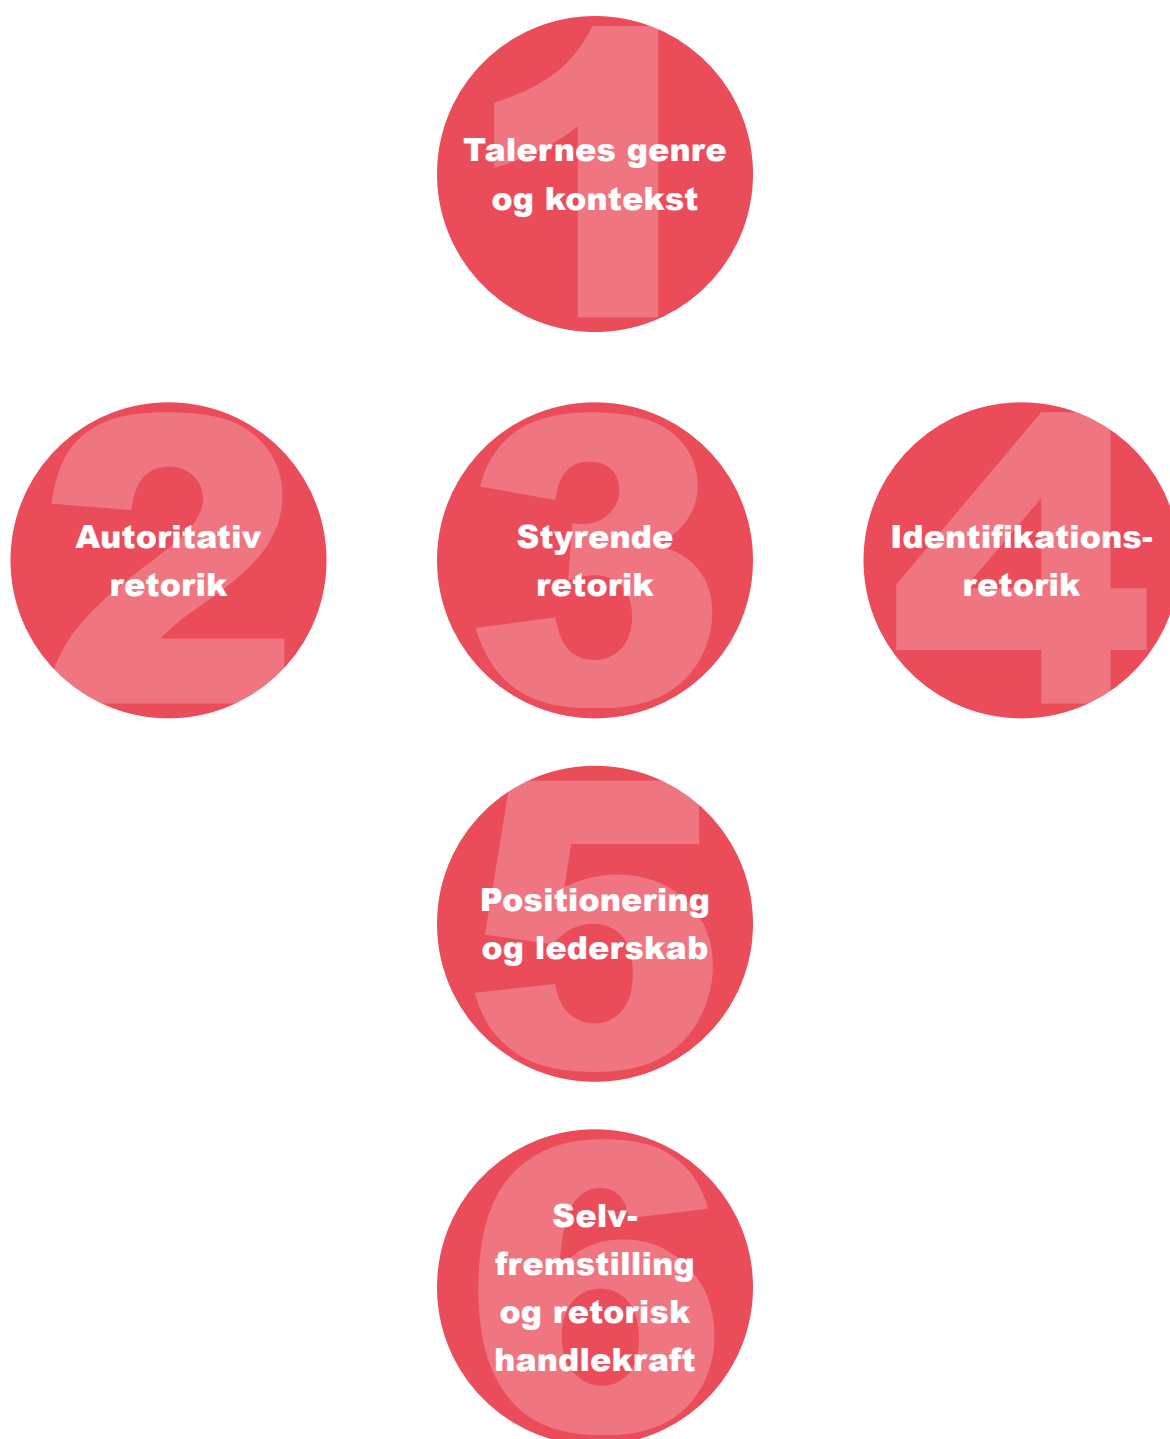 1
Talernes genre
og kontekst
2
Autoritativ
retorik
3
Styrende
retorik
4
Identifikations-
retorik
5
Positionering
og lederskab
6
Selv-
fremstilling
og retorisk
handlekraft